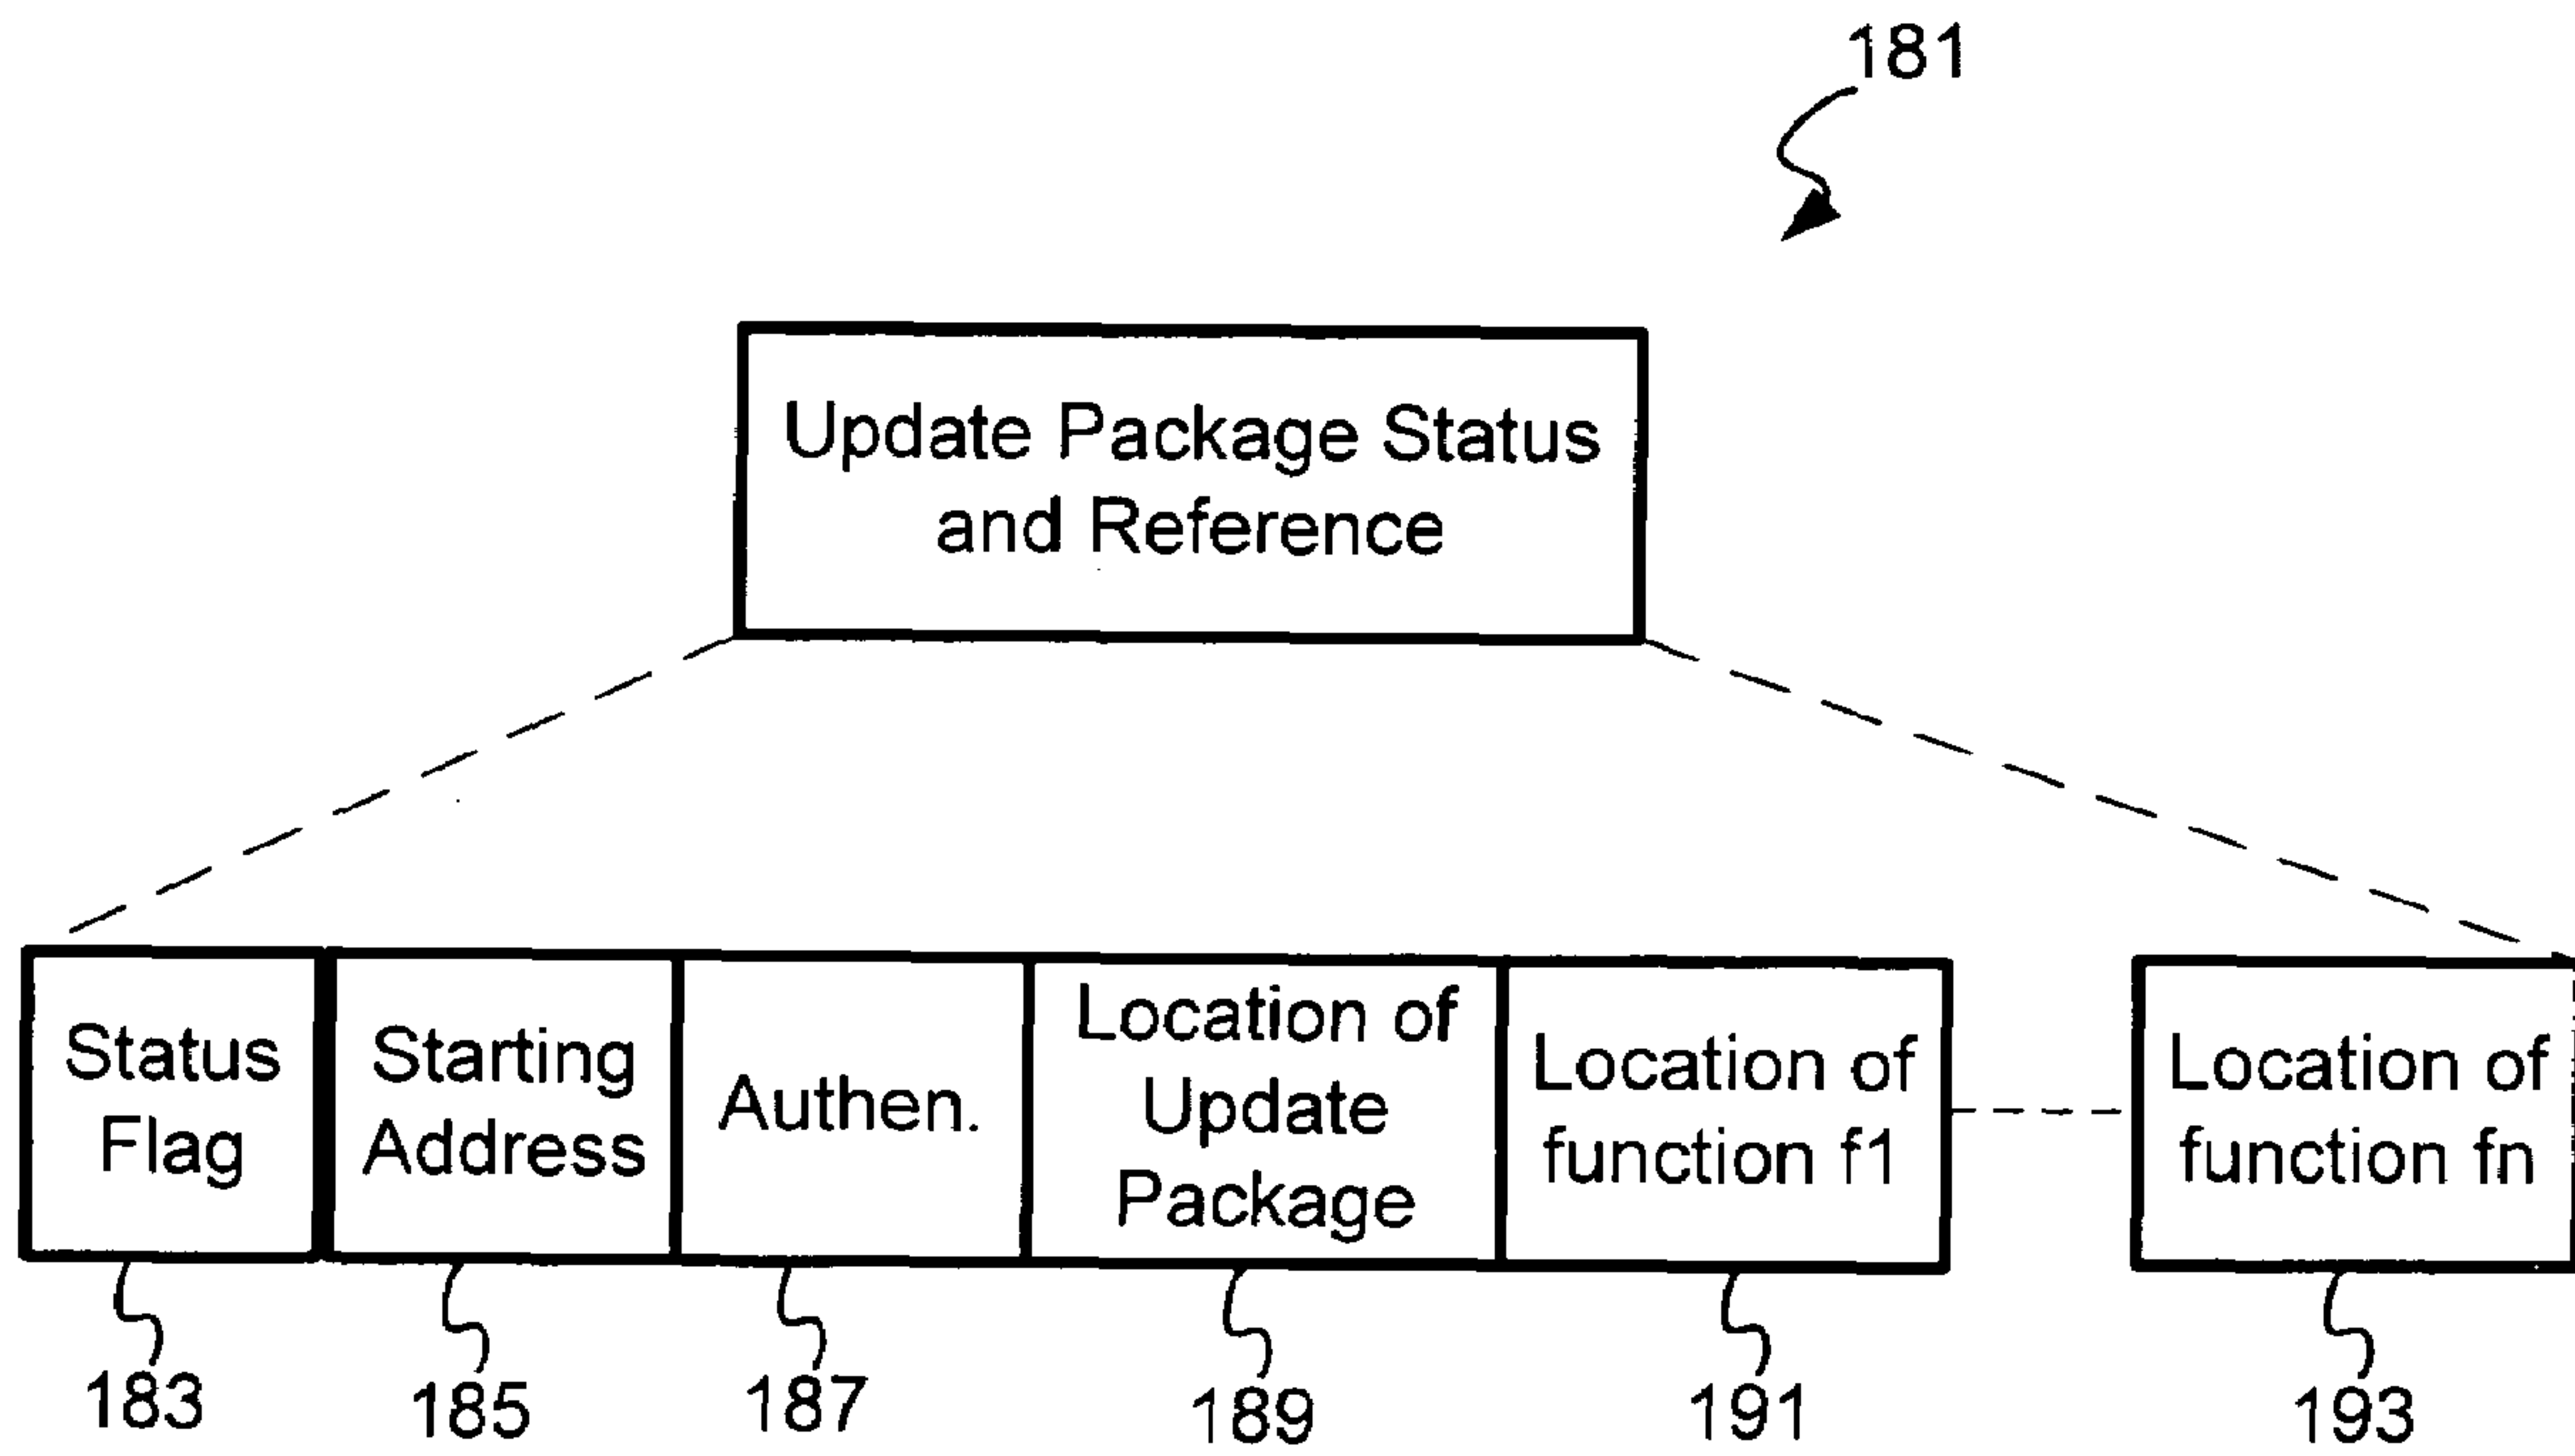 181
Update Package Status
and Reference
Status
Flag
Starting
Address
Authen.
Location of
Update
Package
Location of
function f1
Location of
function fn
183
185
187
189
191
193